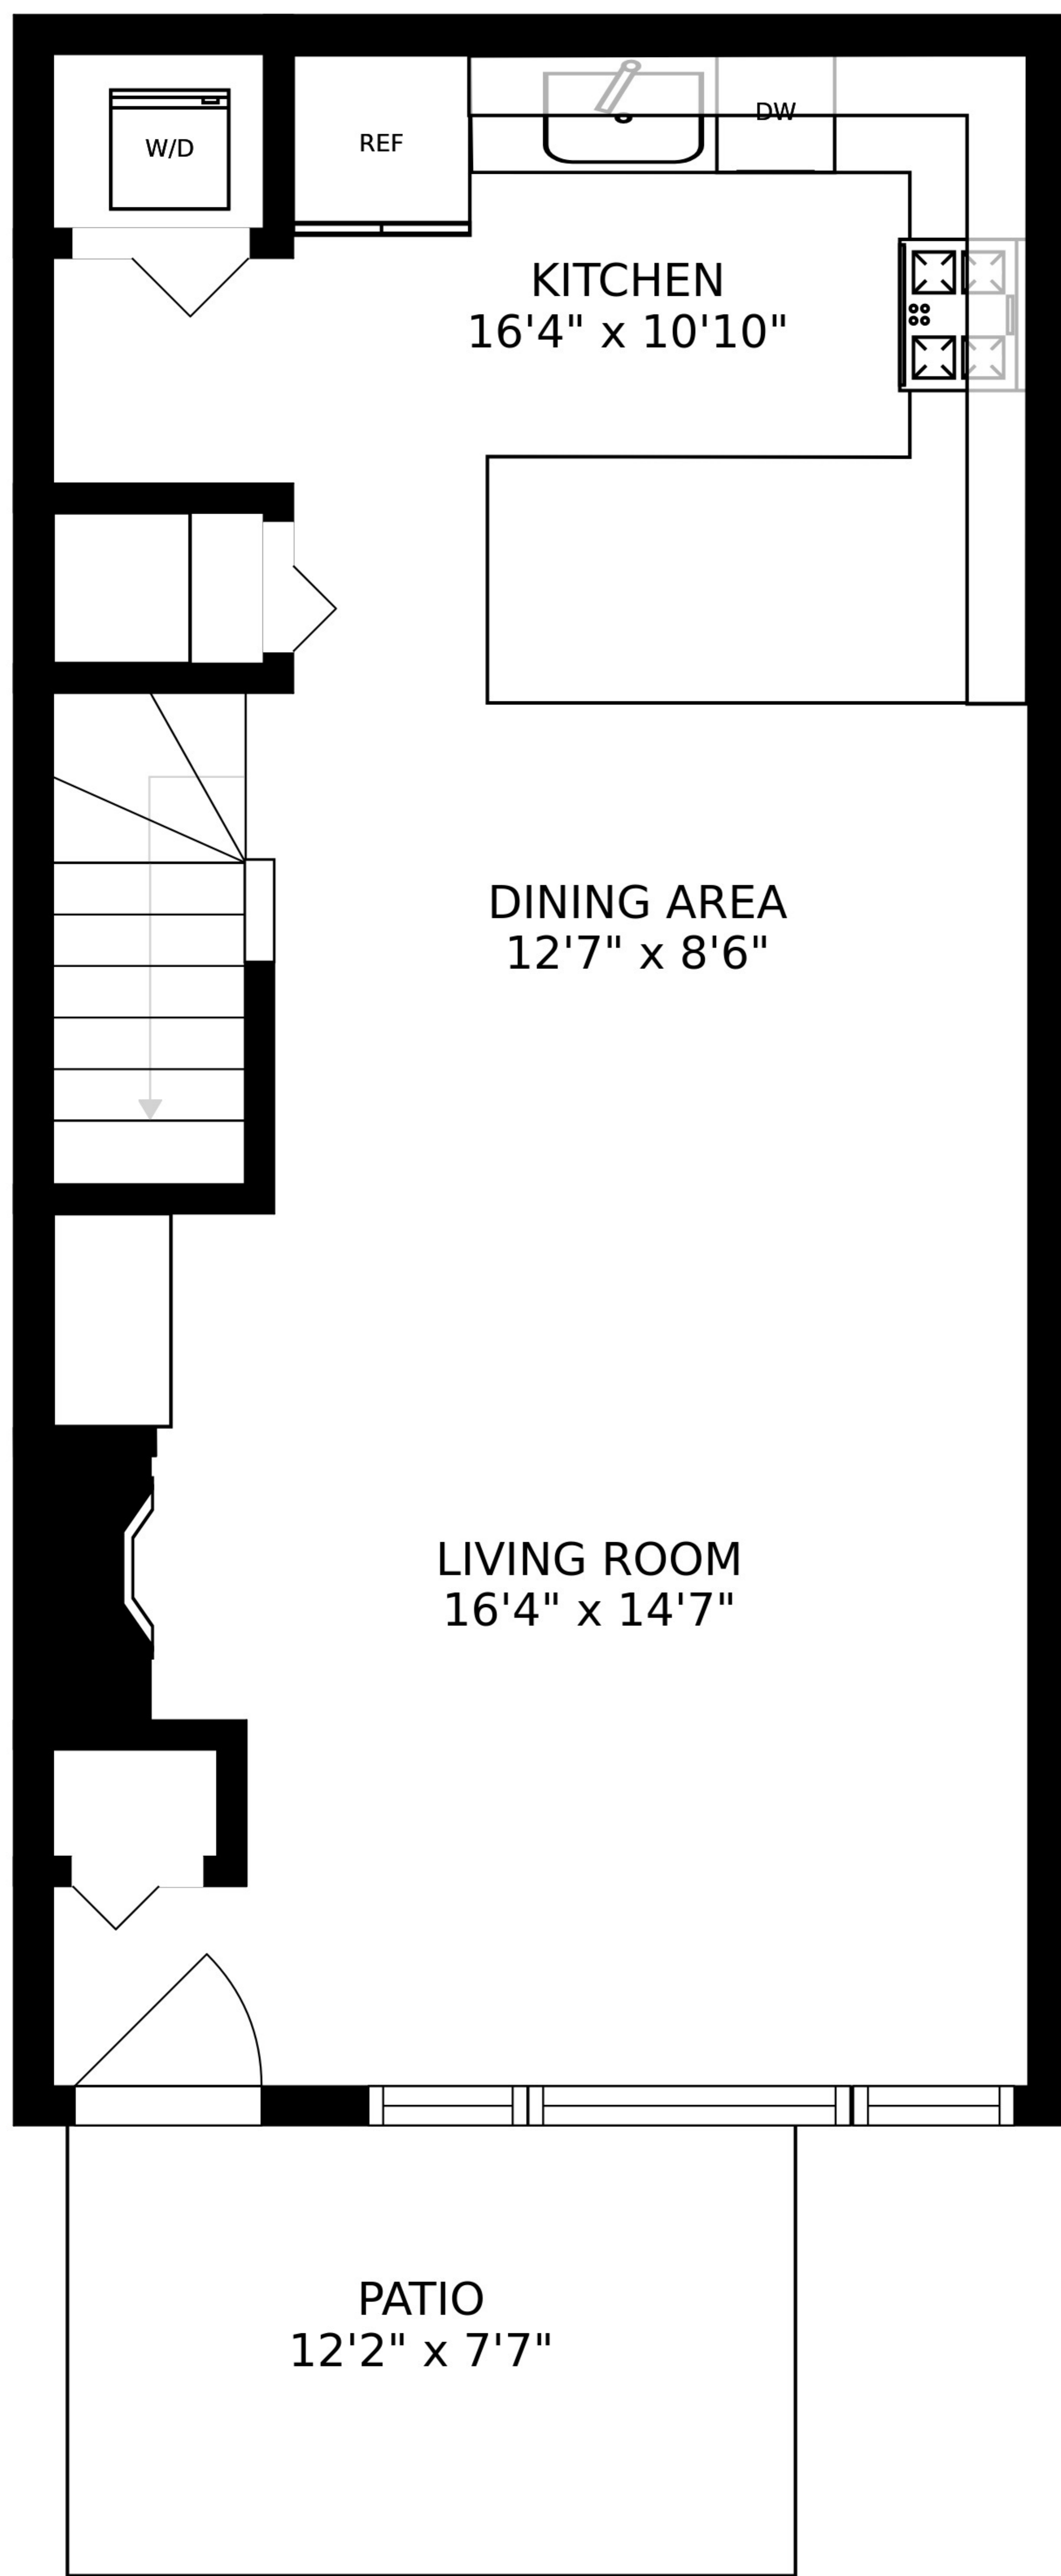 W/D
REF
DW
KITCHEN
16'4" x 10'10"
DINING AREA
12'7" x 8'6"
LIVING ROOM
16'4" x 14'7"
PATIO
12'2" x 7'7"